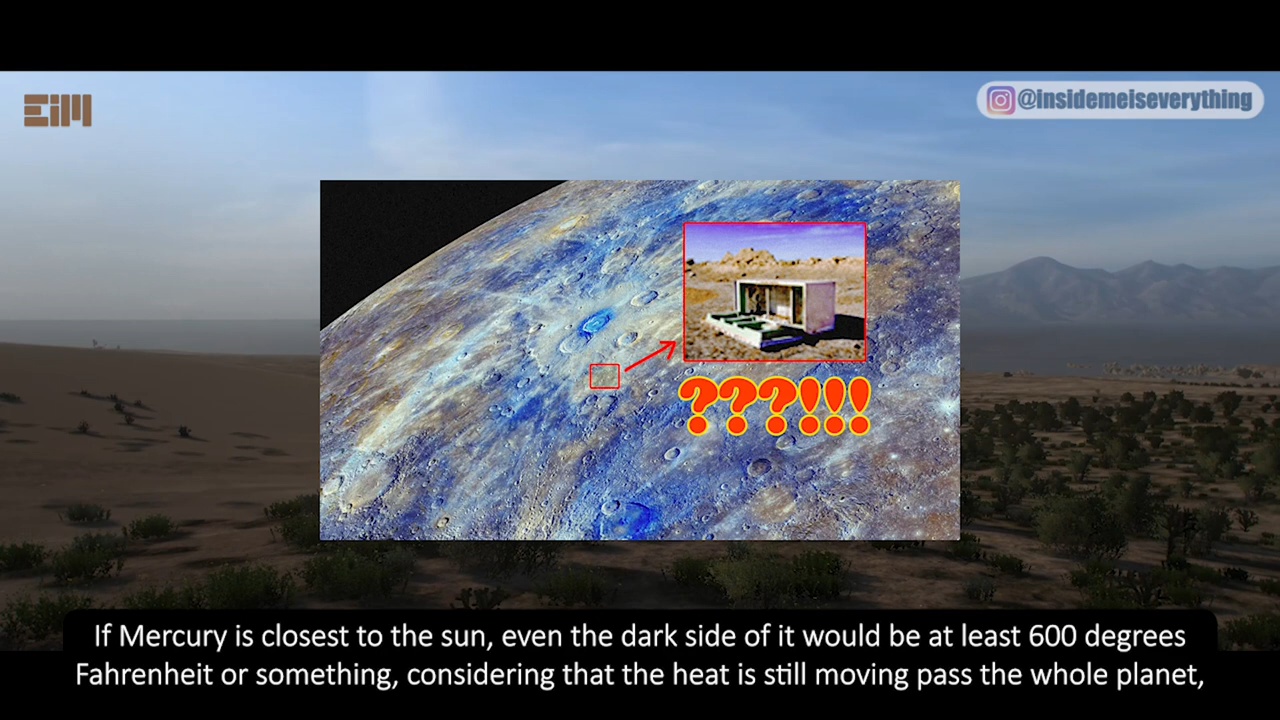 EiM
@insidemeiseverything
???!!!
If Mercury is closest to the sun, even the dark side of it would be at least 600 degrees
Fahrenheit or something, considering that the heat is still moving pass the whole planet,